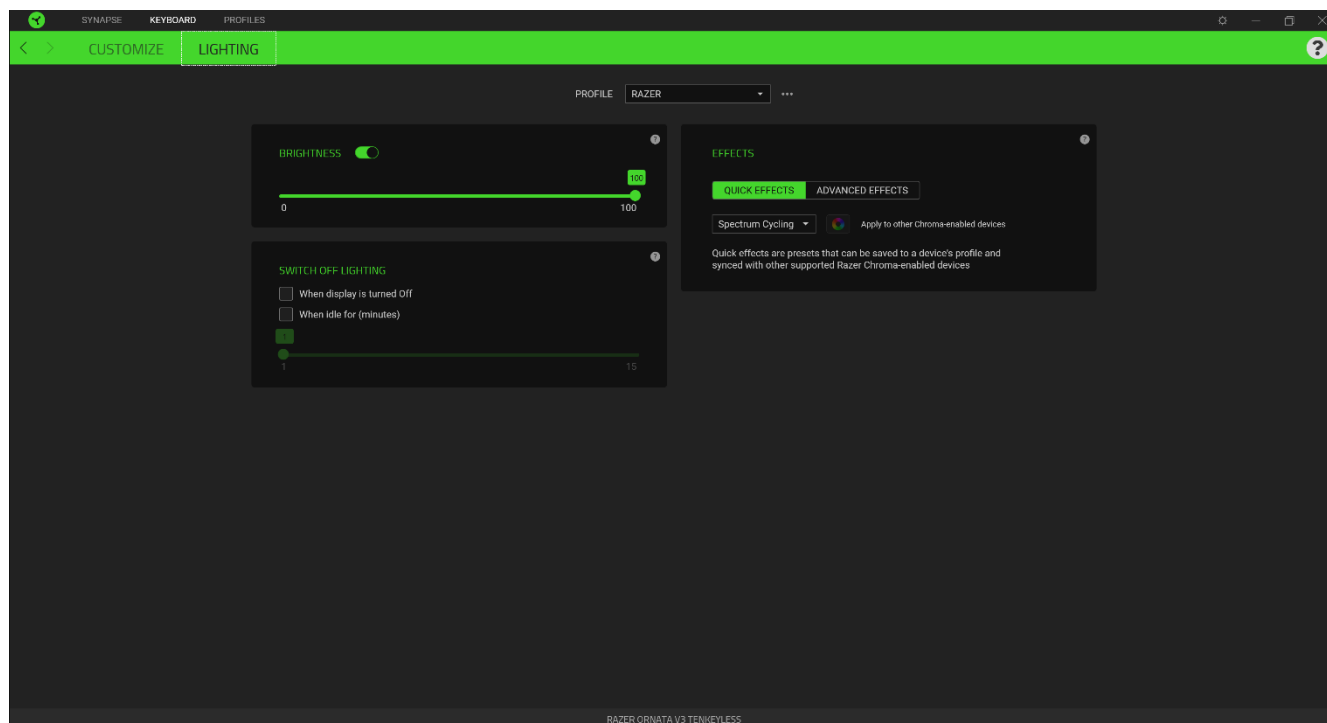 SYNAPSE KEYBOARD PROFILES
CUSTOMIZE LIGHTING
?
PROFILE RAZER
BRIGHTNESS
?
100
0 100
SWITCH OFF LIGHTING
?
When display is turned Off
When idle for (minutes)
1
1 15
EFFECTS
?
QUICK EFFECTS ADVANCED EFFECTS
Spectrum Cycling Apply to other Chroma-enabled devices
Quick effects are presets that can be saved to a device's profile and
synced with other supported Razer Chroma-enabled devices
RAZER ORNATA V3 TENKEYLESS